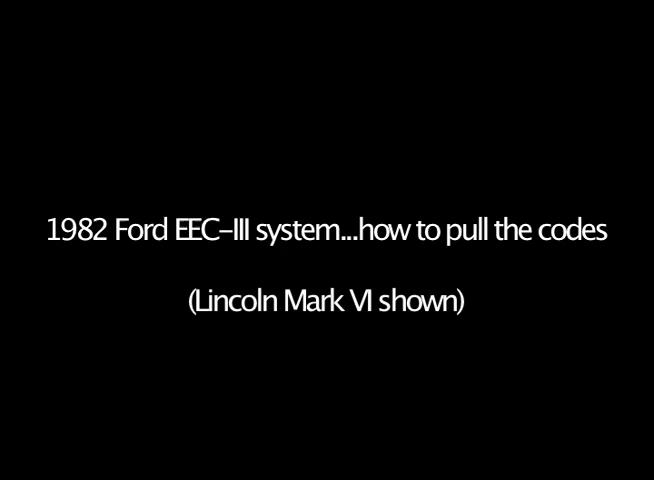 1982 Ford EEC-III system...how to pull the codes
(Lincoln Mark VI shown)